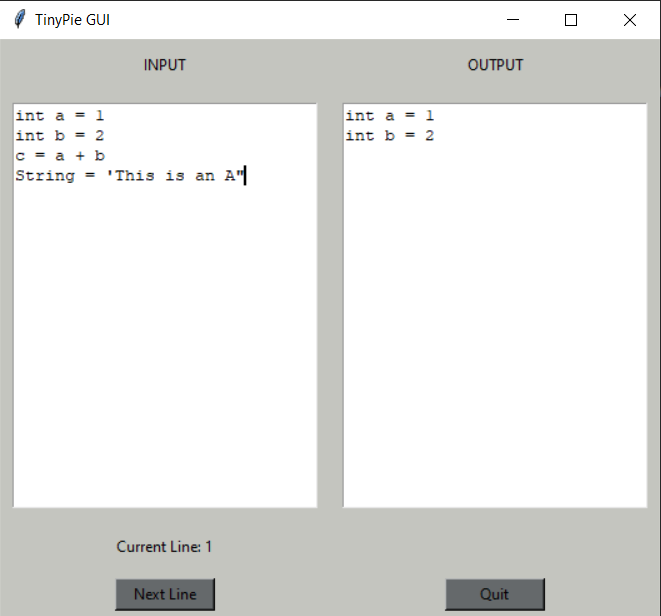 TinyPie GUI
INPUT
OUTPUT
int a = 1
int b = 2
c = a + b
String = 'This is an A"
int a = 1
int b = 2
Current Line: 1
Next Line
Quit